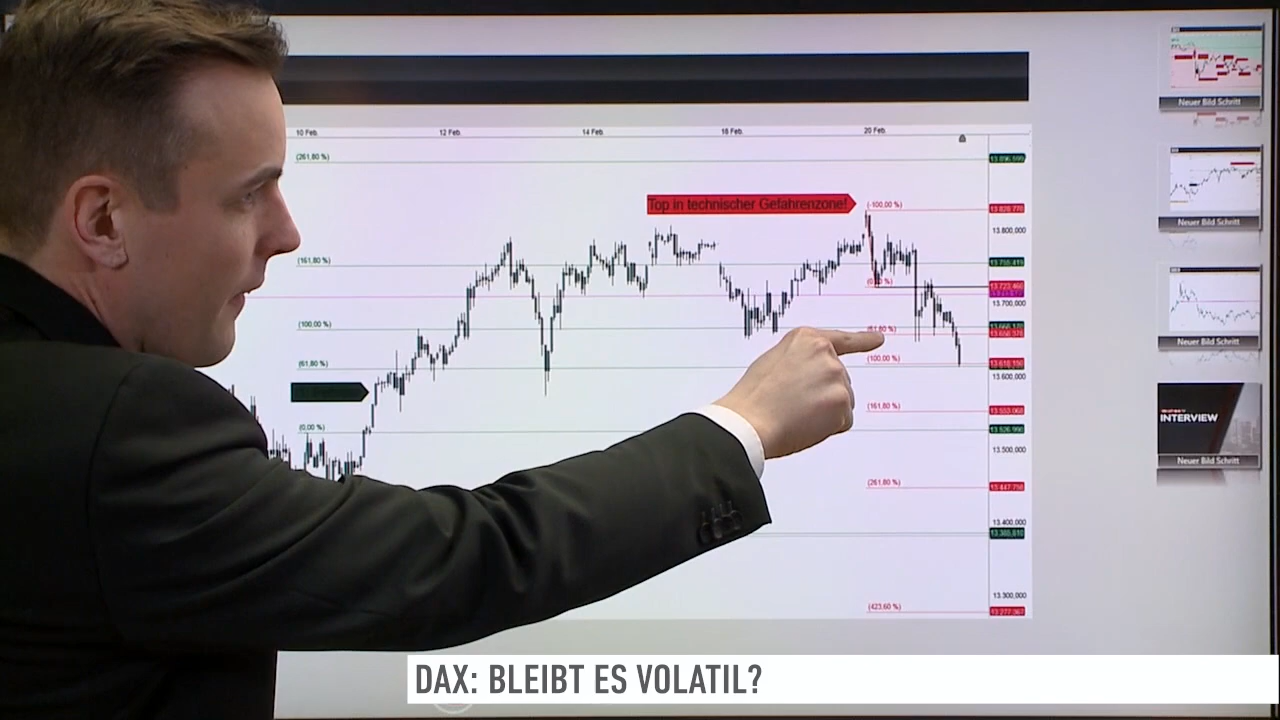 10 Feb. 12 Feb. 14 Feb. 18 Feb. 20 Feb.
(261,80 %)
Top in technischer Gefahrenzone!
(-100,00 %)
13.800,000
(161,80 %)
13.700,000
(100,00 %)
(61,80 %)
(61,80 %)
(100,00 %)
13.600,000
(161,80 %)
(0,00 %)
13.500,000
(261,80 %)
13.400,000
13.300,000
(423,60 %)
Neuer Bild Schritt
Neuer Bild Schritt
Neuer Bild Schritt
INTERVIEW
Neuer Bild Schritt
DAX: BLEIBT ES VOLATIL?